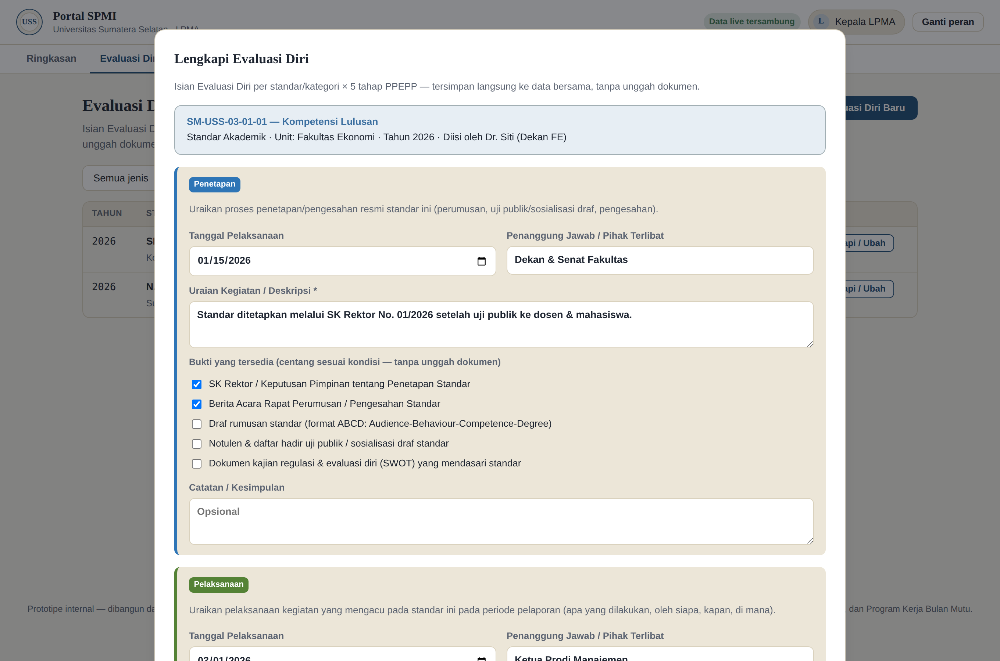 USS
Portal SPMI
Universitas Sumatera Selatan
Data live tersambung
L
Kepala LPMA
Ganti peran
Ringkasan
Evaluasi Dir
Lengkapi Evaluasi Diri
Isian Evaluasi Diri per standar/kategori × 5 tahap PPEPP — tersimpan langsung ke data bersama, tanpa unggah dokumen.
SM-USS-03-01-01 — Kompetensi Lulusan
Standar Akademik · Unit: Fakultas Ekonomi · Tahun 2026 · Diisi oleh Dr. Siti (Dekan FE)
Evaluasi D
Isian Evaluasi D
unggah dokume
uasi Diri Baru
Semua jenis
TAHUN
ST
2026
Ko
api / Ubah
2026
Su
api / Ubah
Penetapan
Uraikan proses penetapan/pengesahan resmi standar ini (perumusan, uji publik/sosialisasi draf, pengesahan).
Tanggal Pelaksanaan
Penanggung Jawab / Pihak Terlibat
01/15/2026
Dekan & Senat Fakultas
Uraian Kegiatan / Deskripsi *
Standar ditetapkan melalui SK Rektor No. 01/2026 setelah uji publik ke dosen & mahasiswa.
Bukti yang tersedia (centang sesuai kondisi — tanpa unggah dokumen)
SK Rektor / Keputusan Pimpinan tentang Penetapan Standar
Berita Acara Rapat Perumusan / Pengesahan Standar
Draf rumusan standar (format ABCD: Audience-Behaviour-Competence-Degree)
Notulen & daftar hadir uji publik / sosialisasi draf standar
Dokumen kajian regulasi & evaluasi diri (SWOT) yang mendasari standar
Catatan / Kesimpulan
Opsional
Pelaksanaan
Uraikan pelaksanaan kegiatan yang mengacu pada standar ini pada periode pelaporan (apa yang dilakukan, oleh siapa, kapan, di mana).
Tanggal Pelaksanaan
Penanggung Jawab / Pihak Terlibat
03/01/2026
Ketua Prodi Manajemen
Prototipe internal — dibangun da
dan Program Kerja Bulan Mutu.